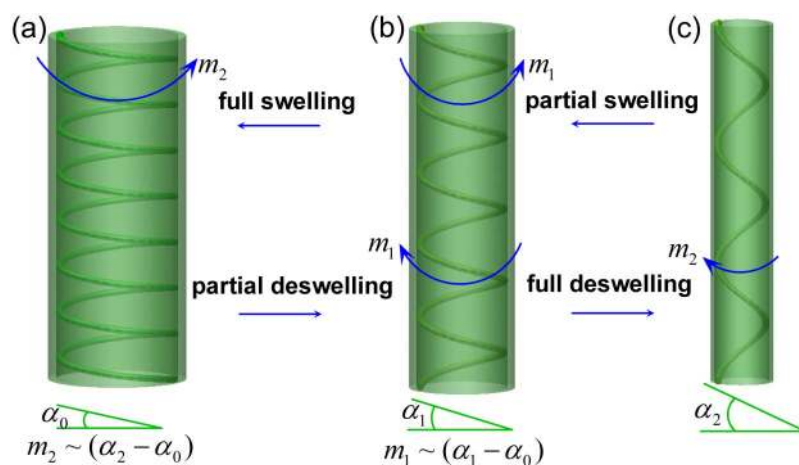 (a)
(b)
(c)
m₂
m₁
full swelling
partial swelling
m₁
m₂
partial deswelling
full deswelling
α₀
α₁
α₂
m₂ ~ (α₂ − α₀)
m₁ ~ (α₁ − α₀)